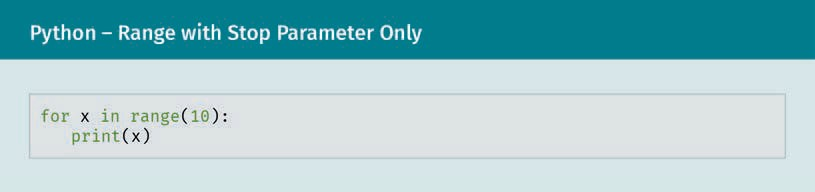 Python – Range with Stop Parameter Only
for x in range(10):
   print(x)